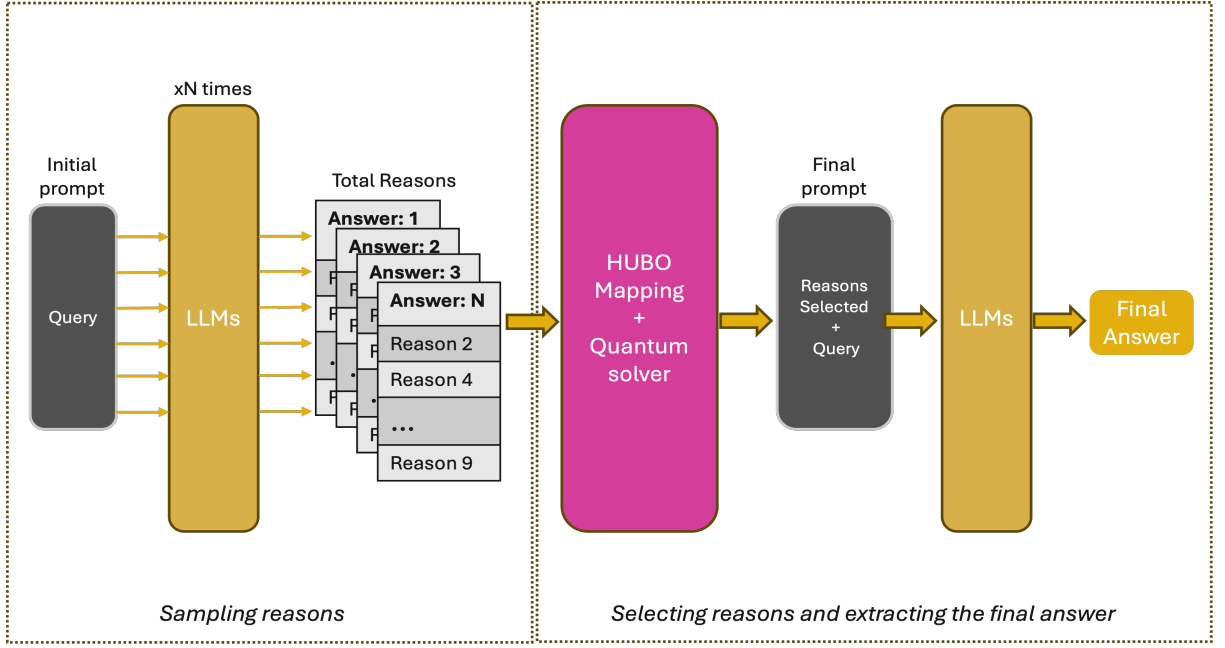 xN times
Initial
prompt
Query
LLMs
Total Reasons
Answer: 1
Answer: 2
Answer: 3
Answer: N
Reason 2
Reason 4
...
Reason 9
Sampling reasons
HUBO
Mapping
+
Quantum
solver
Final
prompt
Reasons
Selected
+
Query
LLMs
Final
Answer
Selecting reasons and extracting the final answer